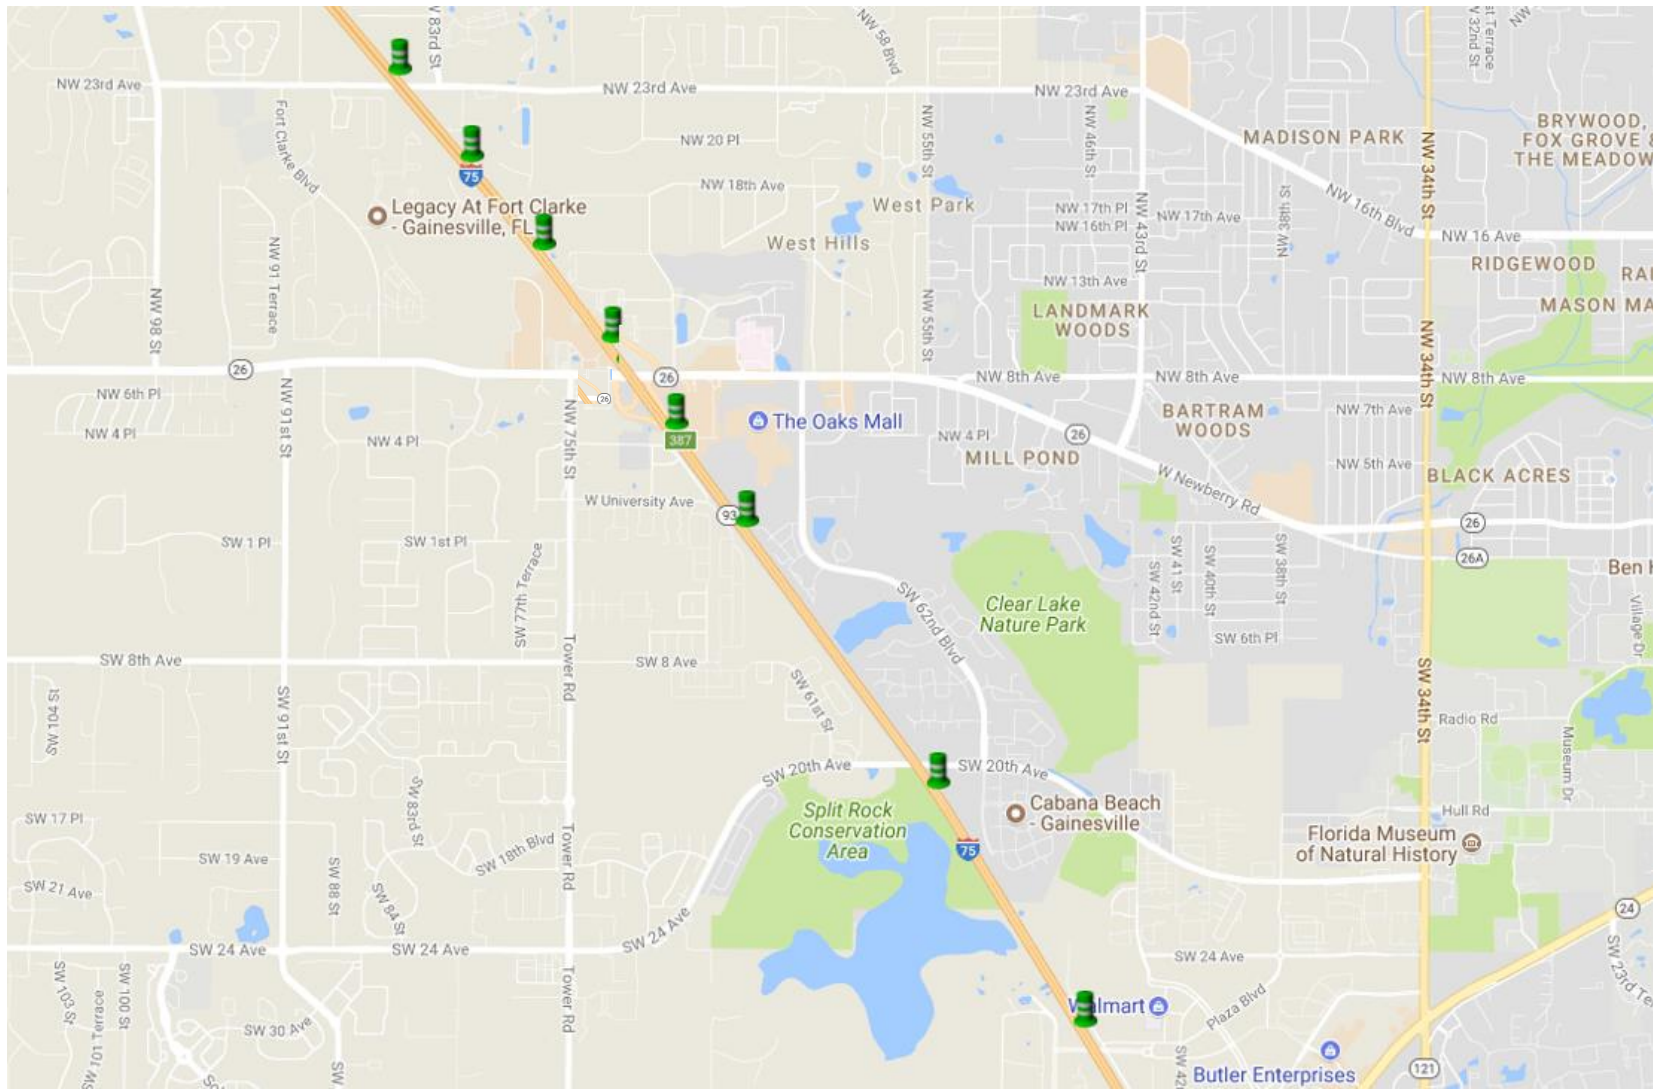 NW 83rd St
NW 58 Blvd
NW 23rd Ave
NW 23rd Ave
NW 23rd Ave
Fort Clarke Blvd
NW 20 Pl
NW 55th St
NW 46th St
MADISON PARK
NW 34th St
BRYWOOD,
FOX GROVE &
THE MEADOW
75
Legacy At Fort Clarke
- Gainesville, FL
NW 18th Ave
West Park
NW 17th Pl
NW 16th Pl
NW 43rd St
NW 17th Ave
NW 38th St
NW 16th Blvd
NW 16 Ave
West Hills
NW 91 Terrace
RIDGEWOOD
NW 13th Ave
MASON MA
NW 98th St
NW 55th St
LANDMARK
WOODS
NW 34th St
26
26
NW 8th Ave
NW 8th Ave
NW 8th Ave
NW 6th Pl
NW 91st St
NW 75th St
26
BARTRAM
WOODS
NW 7th Ave
The Oaks Mall
NW 4 Pl
NW 4 Pl
387
NW 4 Pl
26
MILL POND
NW 5th Ave
BLACK ACRES
W Newberry Rd
W University Ave
93
26
26A
SW 1 Pl
SW 1st Pl
SW 77th Terrace
SW 41 St
SW 42nd St
SW 40th St
SW 38th St
Ben H
Clear Lake
Nature Park
SW 62nd Blvd
SW 6th Pl
Village Dr
SW 8th Ave
SW 8 Ave
Tower Rd
SW 34th St
SW 104 St
SW 91st St
SW 61st St
Radio Rd
Museum Dr
SW 20th Ave
SW 20th Ave
SW 83rd St
Cabana Beach
- Gainesville
Split Rock
Conservation
Area
Hull Rd
SW 17 Pl
Florida Museum
of Natural History
SW 19 Ave
SW 18th Blvd
Tower Rd
75
SW 21 Ave
SW 88 St
SW 84 St
24
SW 24 Ave
SW 24 Ave
SW 24 Ave
SW 24 Ave
SW 103 St
SW 101 Terrace
SW 100 St
Tower Rd
SW 30 Ave
SW
Walmart
Plaza Blvd
Butler Enterprises
121